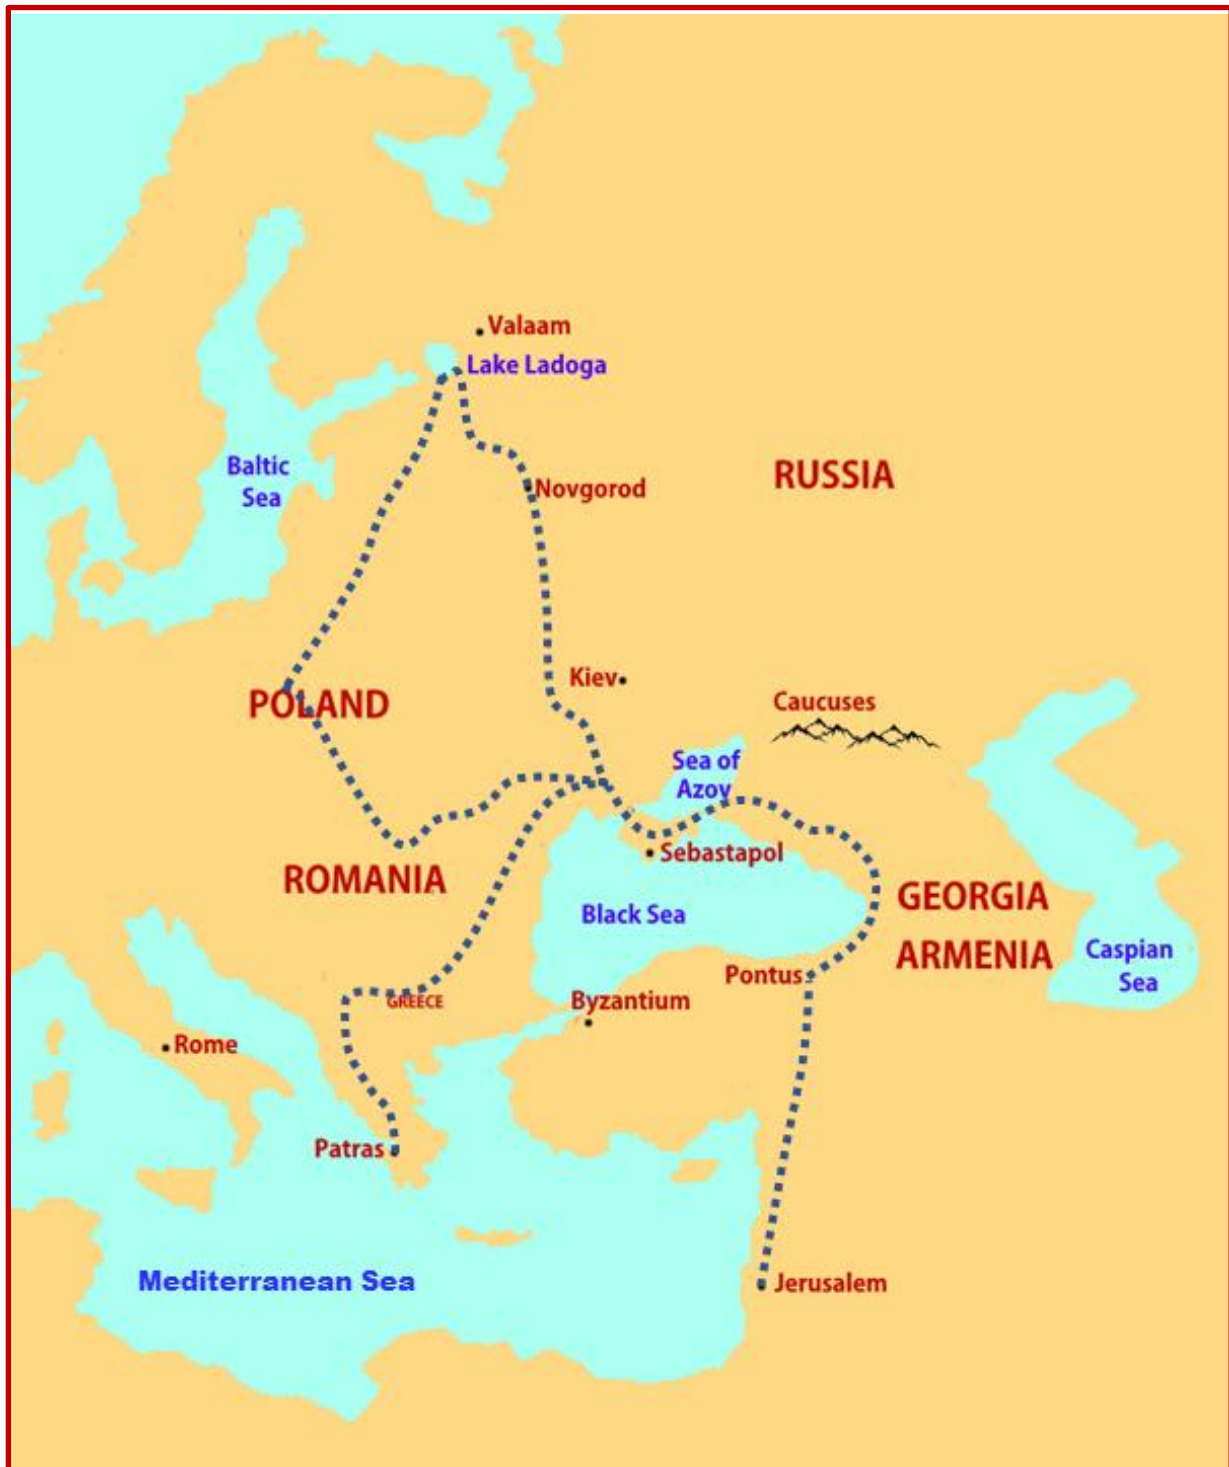 Valaam
Lake Ladoga
Baltic
Sea
RUSSIA
Novgorod
Kiev
POLAND
Caucuses
Sea of
Azov
Sebastapol
ROMANIA
GEORGIA
Black Sea
ARMENIA
Caspian
Sea
Pontus
GREECE
Byzantium
Rome
Patras
Mediterranean Sea
Jerusalem